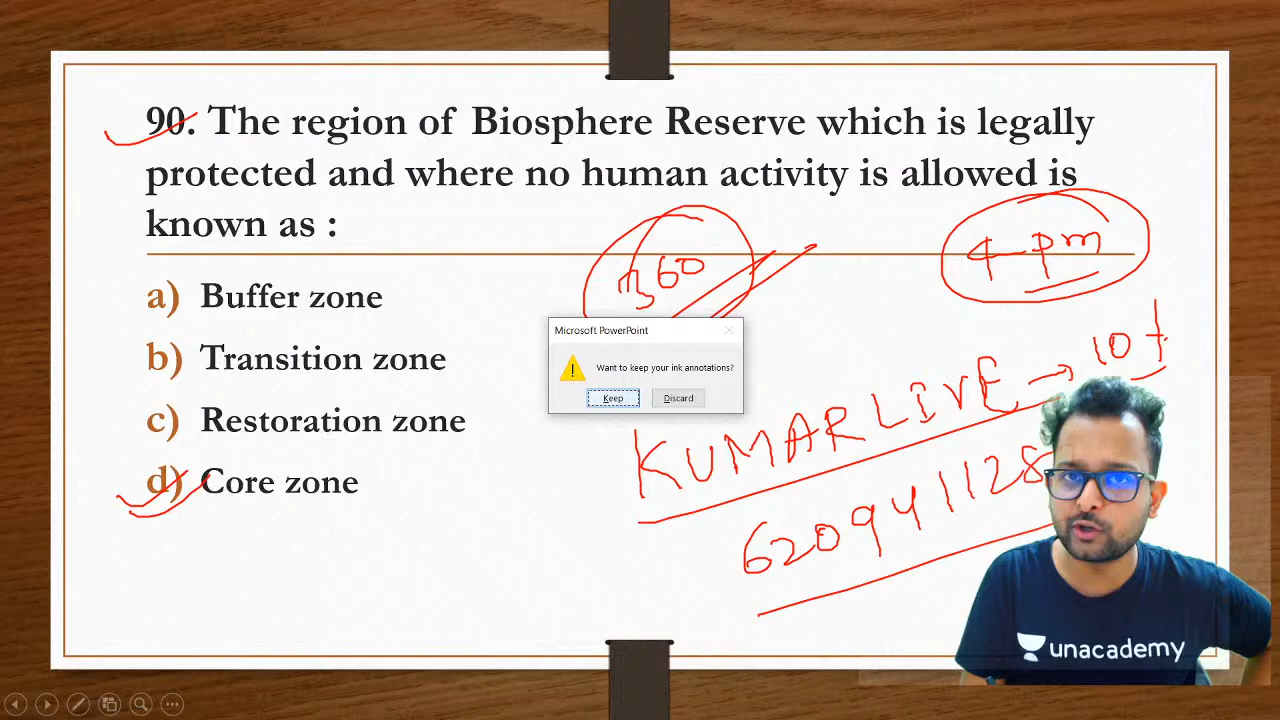 90. The region of Biosphere Reserve which is legally
protected and where no human activity is allowed is
known as :
a) Buffer zone
b) Transition zone
c) Restoration zone
d) Core zone
360
4 pm
Microsoft PowerPoint
Want to keep your ink annotations?
Keep
Discard
KUMARLIVE → 10
620941128
unacademy